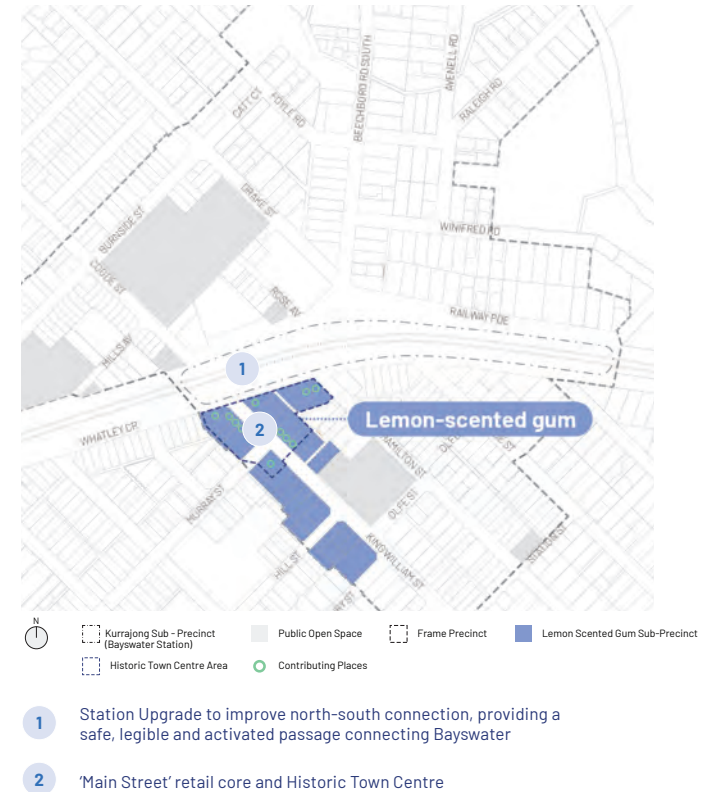 BEECHBORO RD SOUTH
AVENELL RD
CATT CT
FOYLE RD
RALEIGH RD
DRAKE ST
BURNSIDE ST
WINIFRED RD
COODE ST
ROSE AV
RAILWAY PDE
HILLS AV
1
Lemon-scented gum
2
WHATLEY CR
HAMILTON ST
MURRAY ST
OLFE ST
KING WILLIAM ST
HILL ST
N
Kurrajong Sub - Precinct
(Bayswater Station)
Public Open Space
Frame Precinct
Lemon Scented Gum Sub-Precinct
Historic Town Centre Area
Contributing Places
1
Station Upgrade to improve north-south connection, providing a
safe, legible and activated passage connecting Bayswater
2
'Main Street' retail core and Historic Town Centre